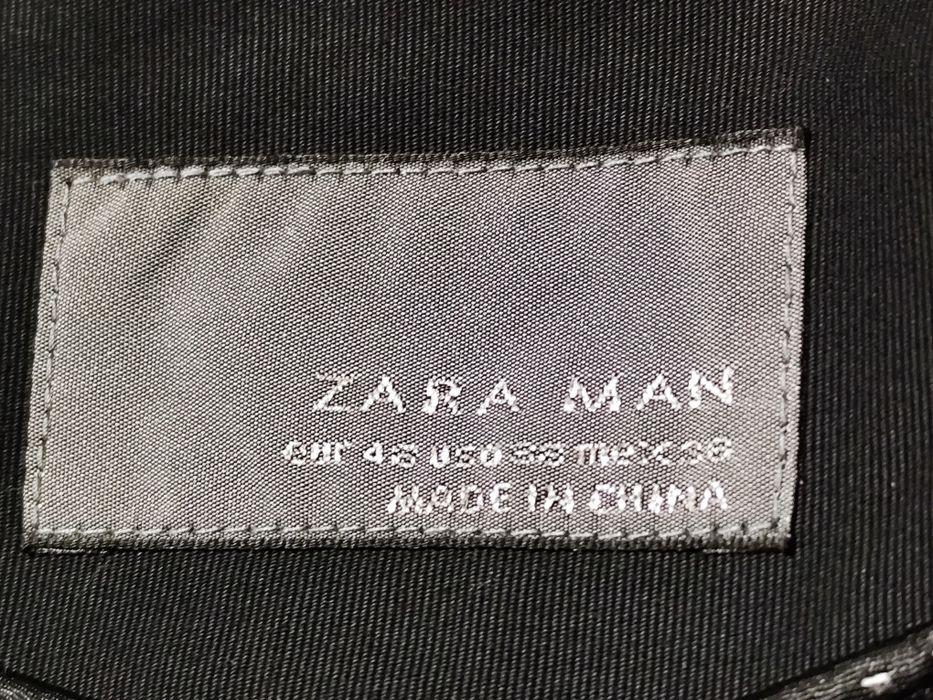 ZARA MAN
EUR 48 USA 38 MEX 38
MADE IN CHINA